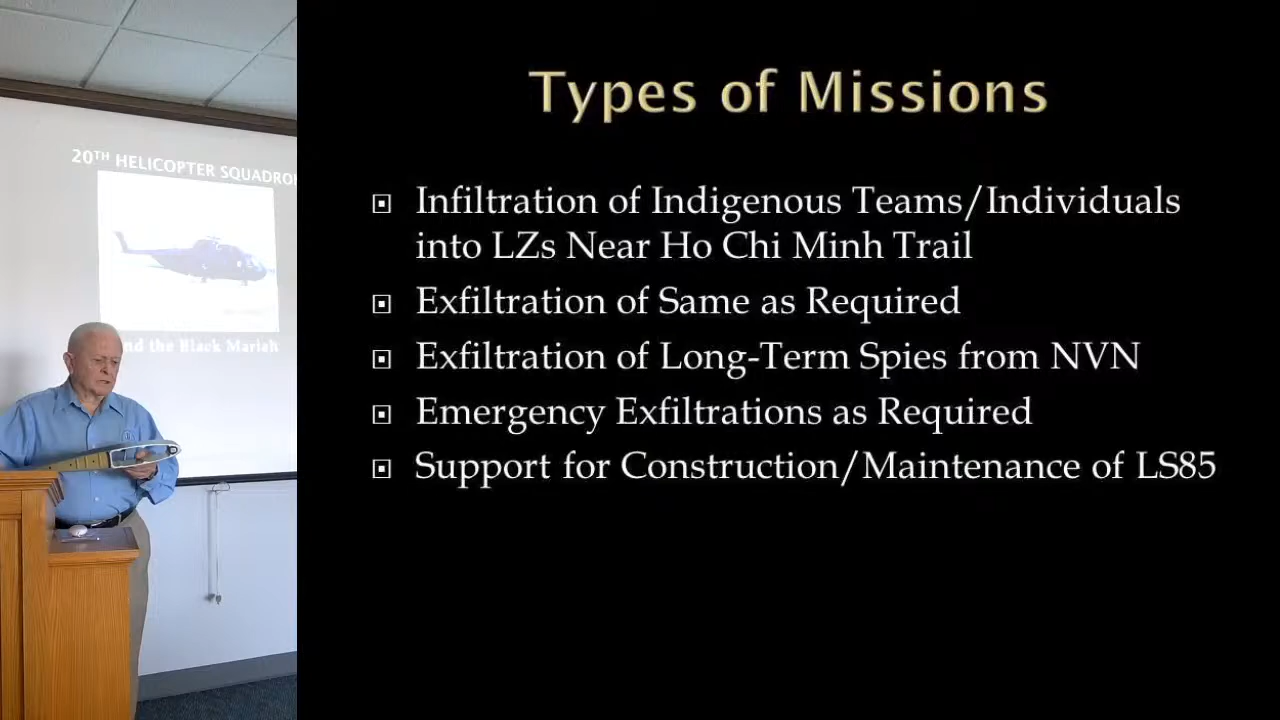 20TH HELICOPTER SQUADRON
nd the Black Mariah
Types of Missions
Infiltration of Indigenous Teams/Individuals
into LZs Near Ho Chi Minh Trail
Exfiltration of Same as Required
Exfiltration of Long-Term Spies from NVN
Emergency Exfiltrations as Required
Support for Construction/Maintenance of LS85